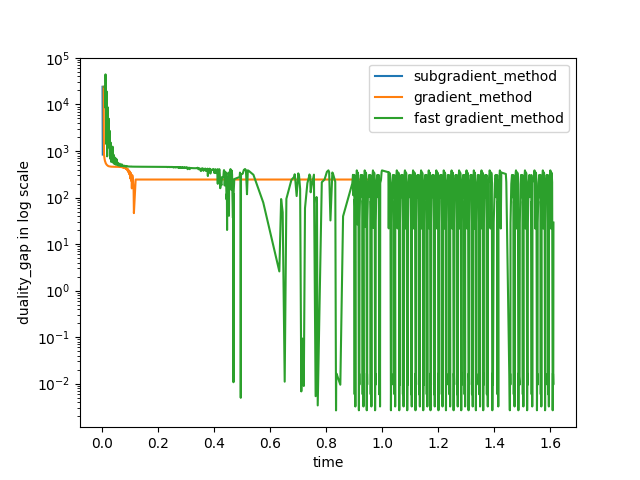 subgradient_method
gradient_method
fast gradient_method
duality_gap in log scale
10^5
10^4
10^3
10^2
10^1
10^0
10^−1
10^−2
0.0 0.2 0.4 0.6 0.8 1.0 1.2 1.4 1.6
time